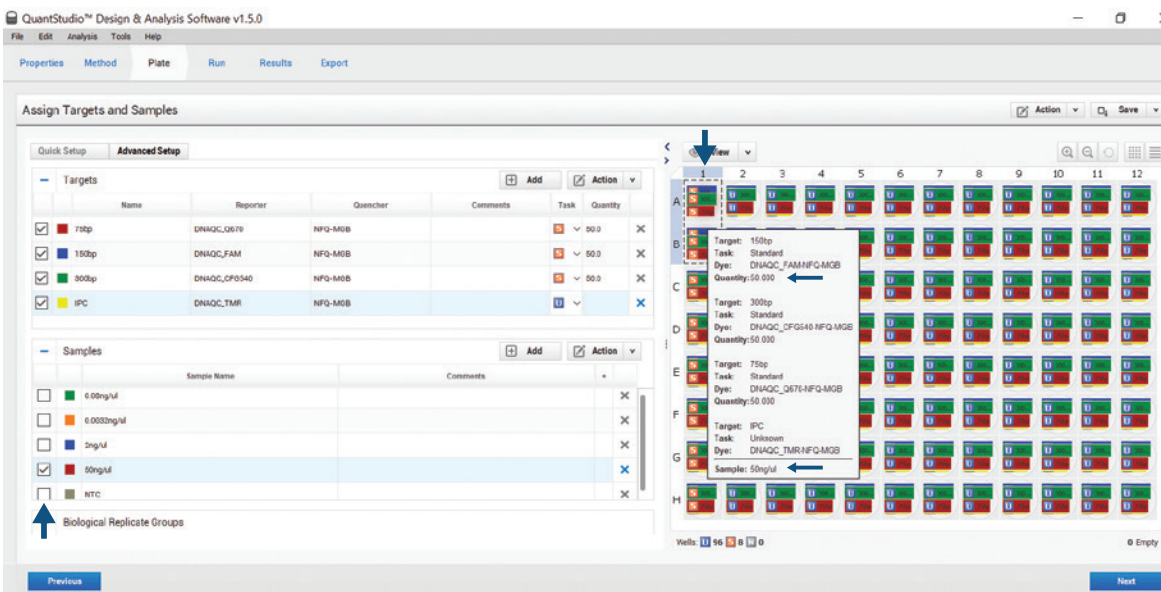 QuantStudio™ Design & Analysis Software v1.5.0
File Edit Analysis Tools Help
Properties Method Plate Run Results Export
Assign Targets and Samples
Action Save
Quick Setup Advanced Setup
View
Targets
Add Action
Name Reporter Quencher Comments Task Quantity
75bp DNAQC_Q670 NFQ-MGB S 50.0
150bp DNAQC_FAM NFQ-MGB S 50.0
300bp DNAQC_CFG540 NFQ-MGB S 50.0
IPC DNAQC_TMR NFQ-MGB U
Samples
Add Action
Sample Name Comments
0.08ng/ul
0.0032ng/ul
2ng/ul
50ng/ul
NTC
Biological Replicate Groups
1 2 3 4 5 6 7 8 9 10 11 12
A
B
C
D
E
F
G
H
Target: 150bp
Task: Standard
Dye: DNAQC_FAM-NFQ-MGB
Quantity: 50.000
Target: 300bp
Task: Standard
Dye: DNAQC_CFG540-NFQ-MGB
Quantity: 50.000
Target: 75bp
Task: Standard
Dye: DNAQC_Q670-NFQ-MGB
Quantity: 50.000
Target: IPC
Task: Unknown
Dye: DNAQC_TMR-NFQ-MGB
Sample: 50ng/ul
Wells: U 96 S 8 N 0
0 Empty
Previous Next